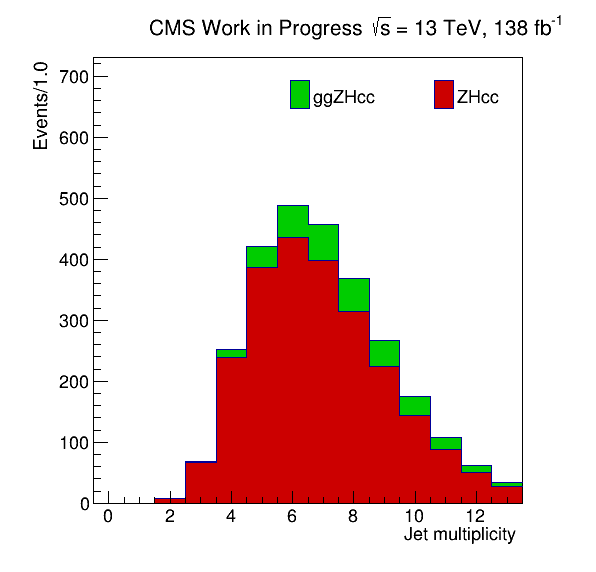 CMS Work in Progress √s = 13 TeV, 138 fb⁻¹
Events/1.0
ggZHcc
ZHcc
700
600
500
400
300
200
100
0
0 2 4 6 8 10 12
Jet multiplicity